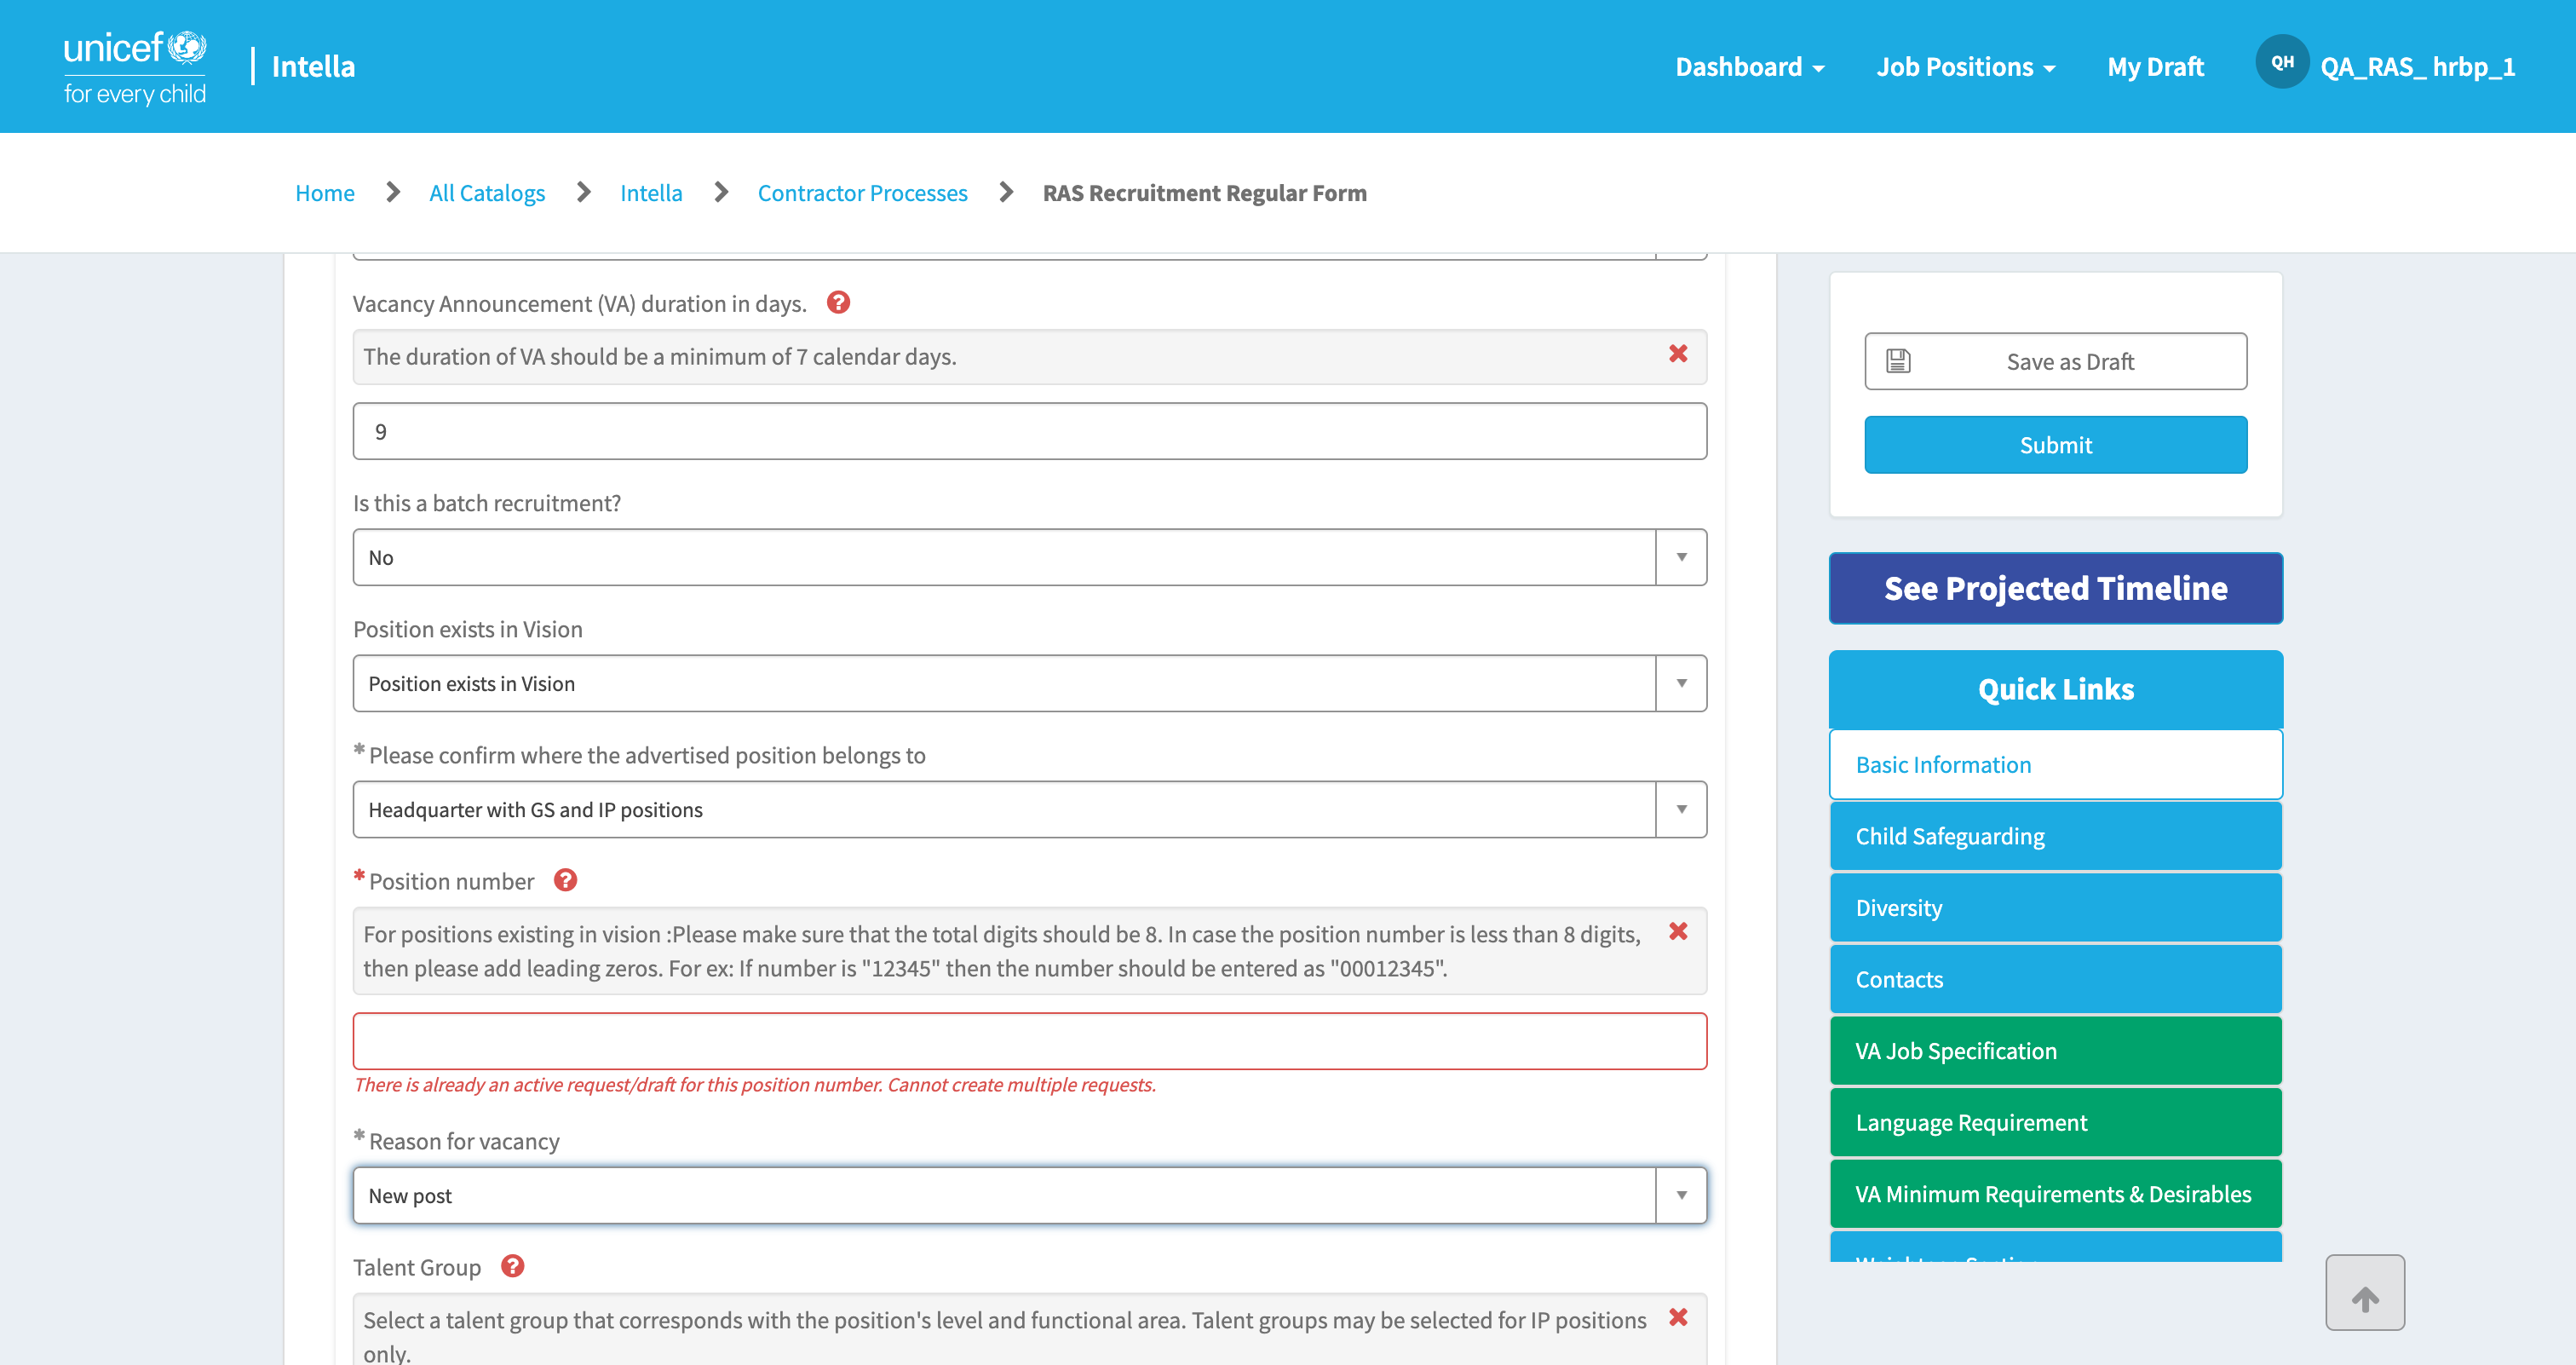 unicef
for every child
Intella
Dashboard
Job Positions
My Draft
QH
QA_RAS_ hrbp_1
Home
All Catalogs
Intella
Contractor Processes
RAS Recruitment Regular Form
Vacancy Announcement (VA) duration in days.
The duration of VA should be a minimum of 7 calendar days.
9
Is this a batch recruitment?
No
Position exists in Vision
Position exists in Vision
* Please confirm where the advertised position belongs to
Headquarter with GS and IP positions
* Position number
For positions existing in vision :Please make sure that the total digits should be 8. In case the position number is less than 8 digits,
then please add leading zeros. For ex: If number is "12345" then the number should be entered as "00012345".
There is already an active request/draft for this position number. Cannot create multiple requests.
* Reason for vacancy
New post
Talent Group
Select a talent group that corresponds with the position's level and functional area. Talent groups may be selected for IP positions
only.
Save as Draft
Submit
See Projected Timeline
Quick Links
Basic Information
Child Safeguarding
Diversity
Contacts
VA Job Specification
Language Requirement
VA Minimum Requirements & Desirables